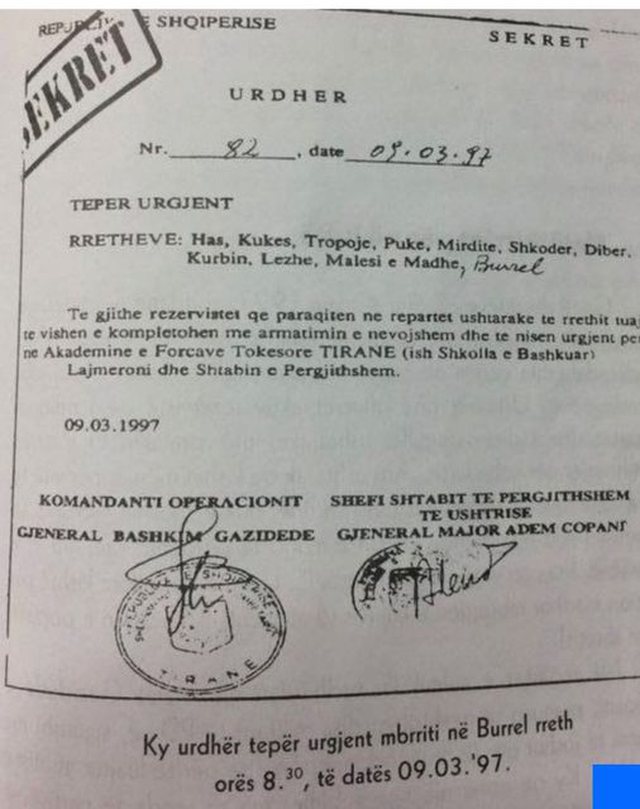 REPUBLIKA E SHQIPERISE
SEKRET
SEKRET
URDHER
Nr. 82, date 09.03.97
TEPER URGJENT
RRETHEVE: Has, Kukes, Tropoje, Puke, Mirdite, Shkoder, Diber,
Kurbin, Lezhe, Malesi e Madhe, Burrel
Te gjithe rezervistet qe paraqiten ne repartet ushtarake te rrethit tuaj
te vishen e kompletohen me armatimin e nevojshem dhe te nisen urgjent per
ne Akademine e Forcave Tokesore TIRANE (ish Shkolla e Bashkuar)
Lajmeroni dhe Shtabin e Pergjithshem.
09.03.1997
KOMANDANTI OPERACIONIT
GJENERAL BASHKIM GAZIDEDE
SHEFI SHTABIT TE PERGJITHSHEM
TE USHTRISE
GJENERAL MAJOR ADEM COPANI
REPUBLIKA E SHQIPERISE
TIRANE
Ky urdhër tepër urgjent mbrriti në Burrel rreth
orës 8.³⁰, të datës 09.03.'97.